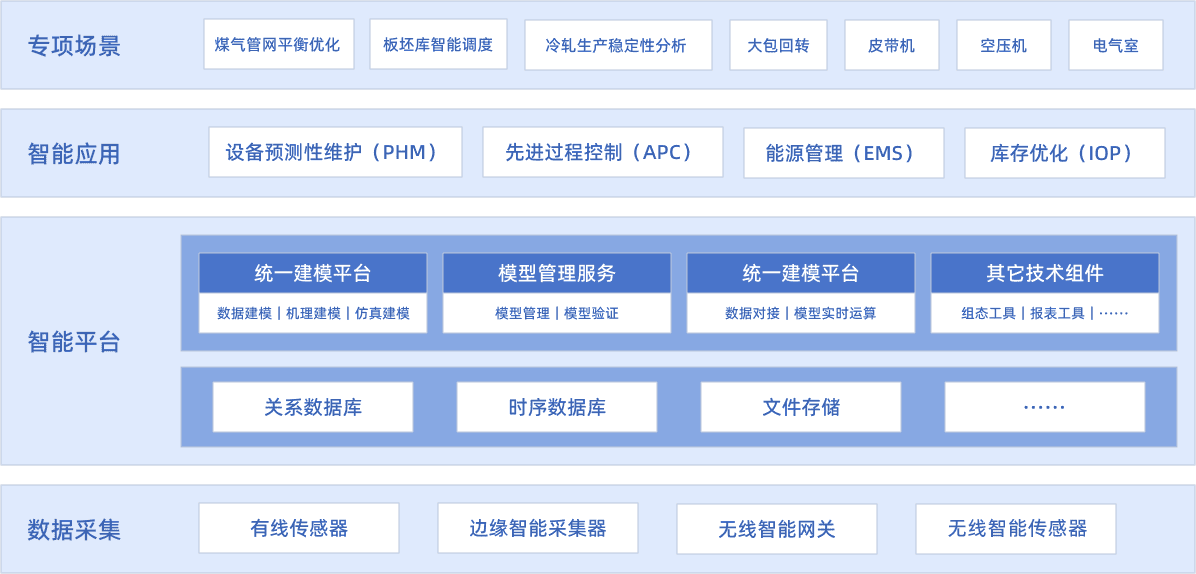 专项场景
煤气管网平衡优化
板坯库智能调度
冷轧生产稳定性分析
大包回转
皮带机
空压机
电气室
智能应用
设备预测性维护（PHM）
先进过程控制（APC）
能源管理（EMS）
库存优化（IOP）
智能平台
统一建模平台
模型管理服务
统一建模平台
其它技术组件
数据建模 | 机理建模 | 仿真建模
模型管理 | 模型验证
数据对接 | 模型实时运算
组态工具 | 报表工具 | ……
关系数据库
时序数据库
文件存储
……
数据采集
有线传感器
边缘智能采集器
无线智能网关
无线智能传感器